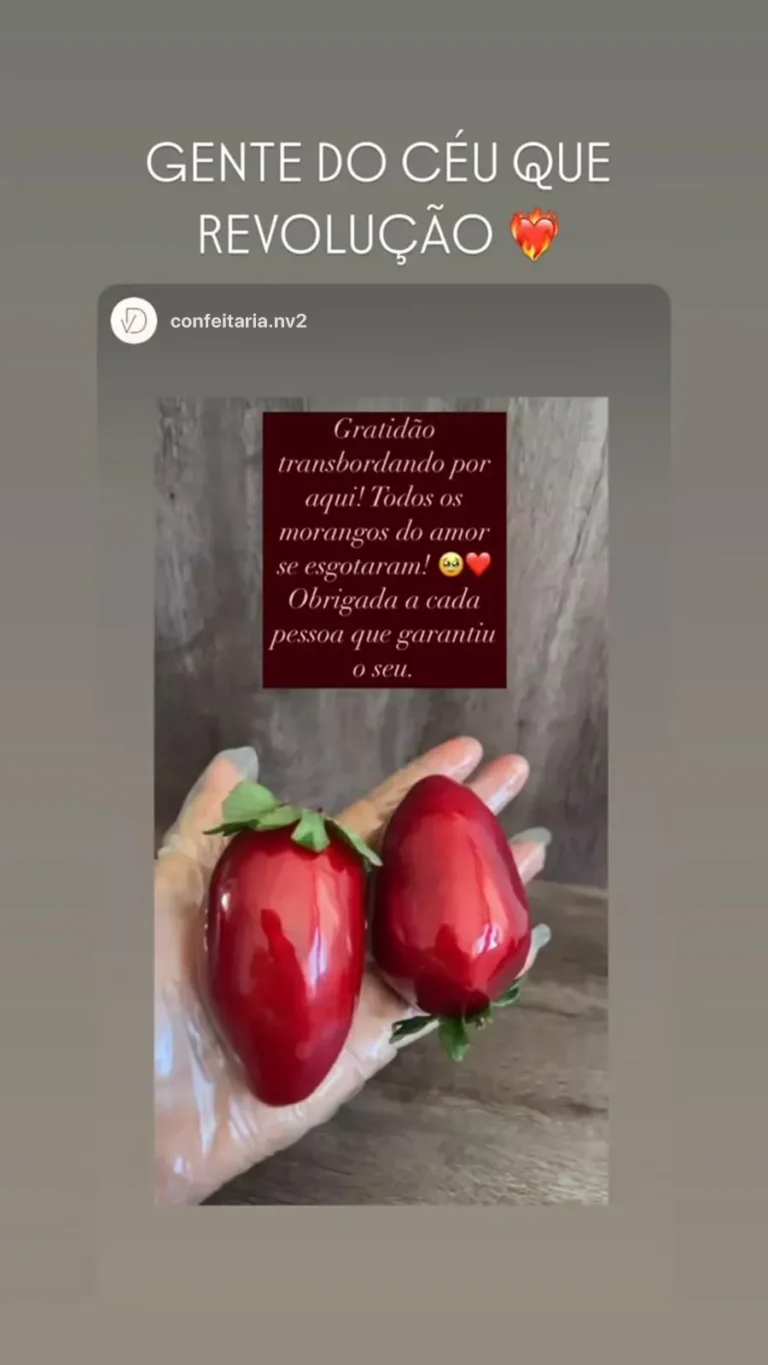 GENTE DO CÉU QUE
REVOLUÇÃO ❤️‍🔥
confeitaria.nv2
Gratidão
transbordando por
aqui! Todos os
morangos do amor
se esgotaram! 🥹❤️
Obrigada a cada
pessoa que garantiu
o seu.